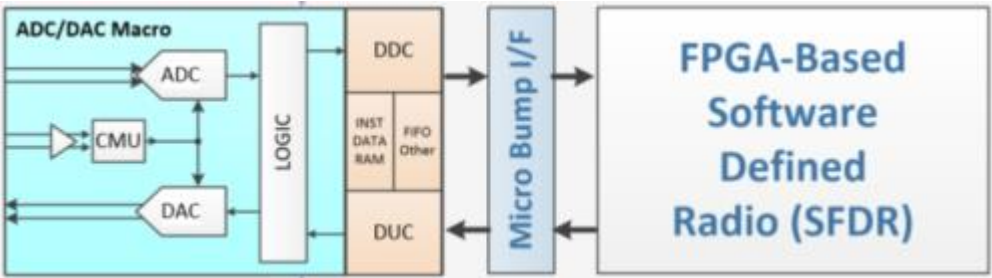 ADC/DAC Macro
ADC
CMU
DAC
LOGIC
DDC
INST
DATA
RAM
FIFO
Other
DUC
Micro Bump I/F
FPGA-Based
Software
Defined
Radio (SFDR)